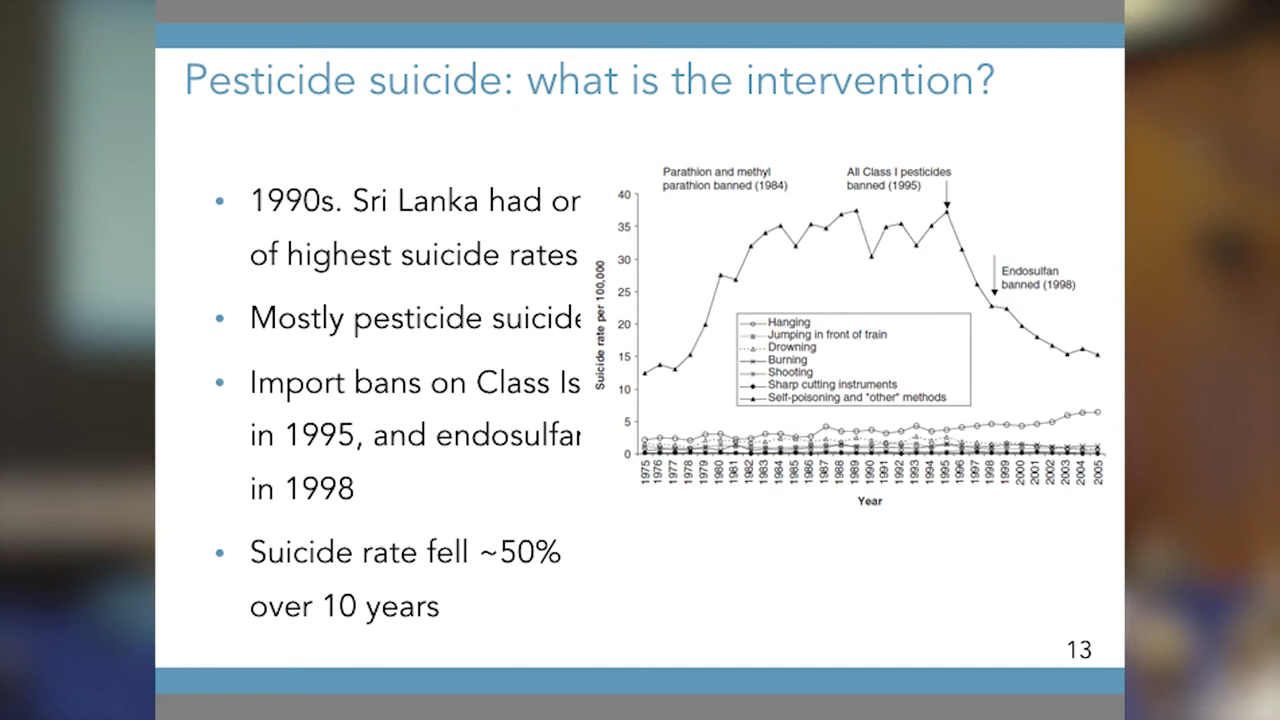 Pesticide suicide: what is the intervention?
• 1990s. Sri Lanka had or
of highest suicide rates
• Mostly pesticide suicide
• Import bans on Class Is
in 1995, and endosulfan
in 1998
• Suicide rate fell ~50%
over 10 years
Parathion and methyl
parathion banned (1984)
All Class I pesticides
banned (1995)
Endosulfan
banned (1998)
Suicide rate per 100,000
40
35
30
25
20
15
10
5
0
Hanging
Jumping in front of train
Drowning
Burning
Shooting
Sharp cutting instruments
Self-poisoning and "other" methods
1975 1976 1977 1978 1979 1980 1981 1982 1983 1984 1985 1986 1987 1988 1989 1990 1991 1992 1993 1994 1995 1996 1997 1998 1999 2000 2001 2002 2003 2004 2005
Year
13